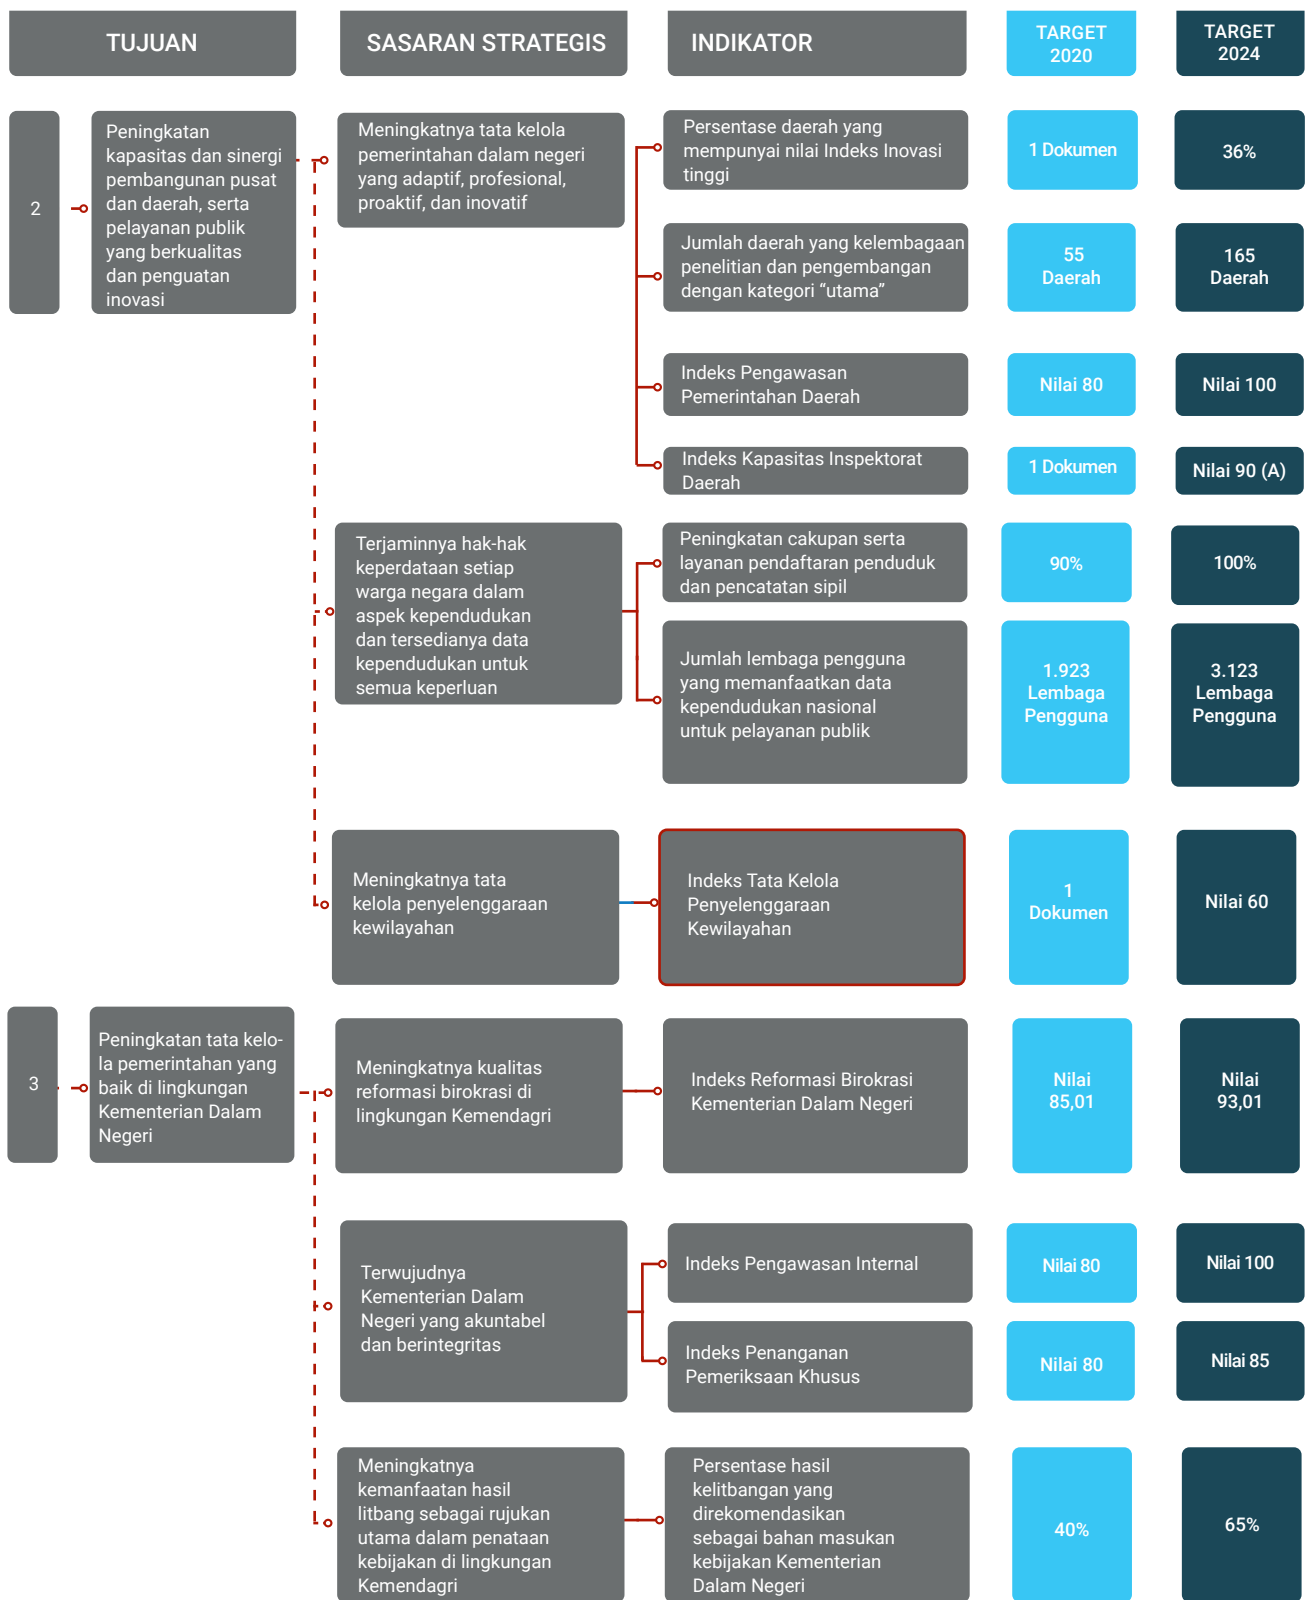 TUJUAN
SASARAN STRATEGIS
INDIKATOR
TARGET
2020
TARGET
2024
2
Peningkatan
kapasitas dan sinergi
pembangunan pusat
dan daerah, serta
pelayanan publik
yang berkualitas
dan penguatan
inovasi
Meningkatnya tata kelola
pemerintahan dalam negeri
yang adaptif, profesional,
proaktif, dan inovatif
Persentase daerah yang
mempunyai nilai Indeks Inovasi
tinggi
1 Dokumen
36%
Jumlah daerah yang kelembagaan
penelitian dan pengembangan
dengan kategori “utama”
55
Daerah
165
Daerah
Indeks Pengawasan
Pemerintahan Daerah
Nilai 80
Nilai 100
Indeks Kapasitas Inspektorat
Daerah
1 Dokumen
Nilai 90 (A)
Terjaminnya hak-hak
keperdataan setiap
warga negara dalam
aspek kependudukan
dan tersedianya data
kependudukan untuk
semua keperluan
Peningkatan cakupan serta
layanan pendaftaran penduduk
dan pencatatan sipil
90%
100%
Jumlah lembaga pengguna
yang memanfaatkan data
kependudukan nasional
untuk pelayanan publik
1.923
Lembaga
Pengguna
3.123
Lembaga
Pengguna
Meningkatnya tata
kelola penyelenggaraan
kewilayahan
Indeks Tata Kelola
Penyelenggaraan
Kewilayahan
1
Dokumen
Nilai 60
3
Peningkatan tata kelo-
la pemerintahan yang
baik di lingkungan
Kementerian Dalam
Negeri
Meningkatnya kualitas
reformasi birokrasi di
lingkungan Kemendagri
Indeks Reformasi Birokrasi
Kementerian Dalam Negeri
Nilai
85,01
Nilai
93,01
Terwujudnya
Kementerian Dalam
Negeri yang akuntabel
dan berintegritas
Indeks Pengawasan Internal
Nilai 80
Nilai 100
Indeks Penanganan
Pemeriksaan Khusus
Nilai 80
Nilai 85
Meningkatnya
kemanfaatan hasil
litbang sebagai rujukan
utama dalam penataan
kebijakan di lingkungan
Kemendagri
Persentase hasil
kelitbangan yang
direkomendasikan
sebagai bahan masukan
kebijakan Kementerian
Dalam Negeri
40%
65%